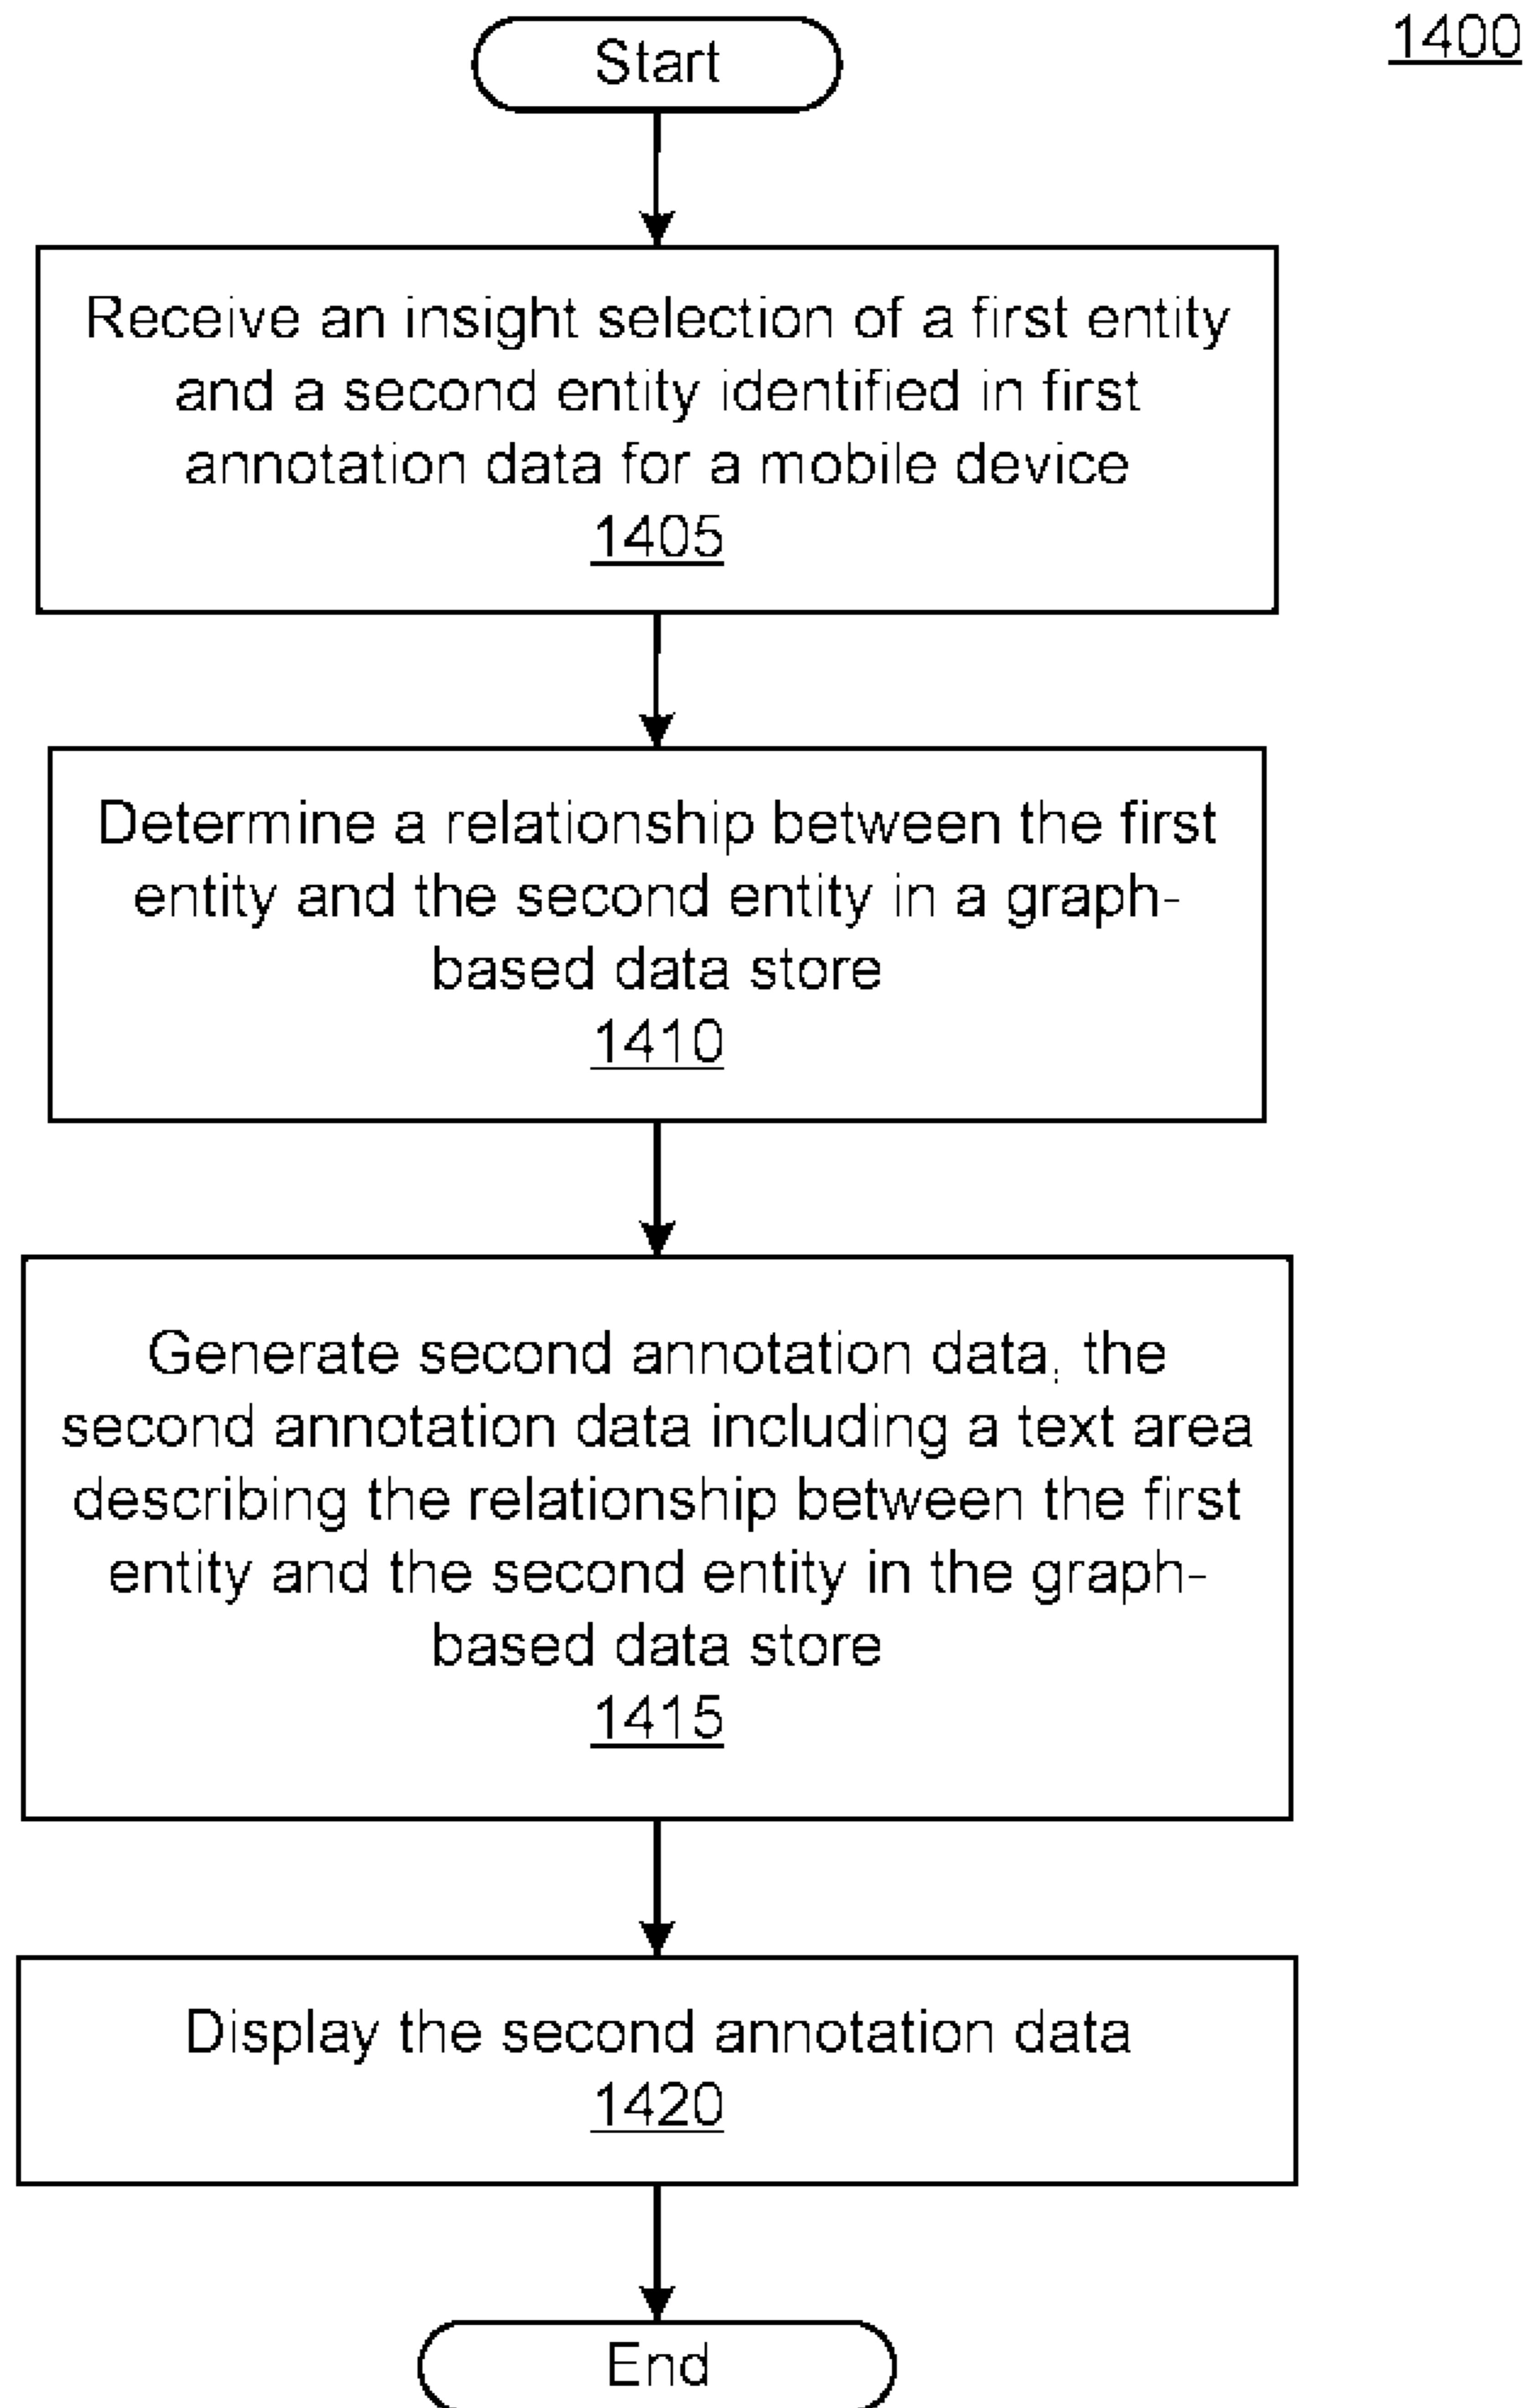 Start
1400
Receive an insight selection of a first entity
and a second entity identified in first
annotation data for a mobile device
1405
Determine a relationship between the first
entity and the second entity in a graph-
based data store
1410
Generate second annotation data, the
second annotation data including a text area
describing the relationship between the first
entity and the second entity in the graph-
based data store
1415
Display the second annotation data
1420
End